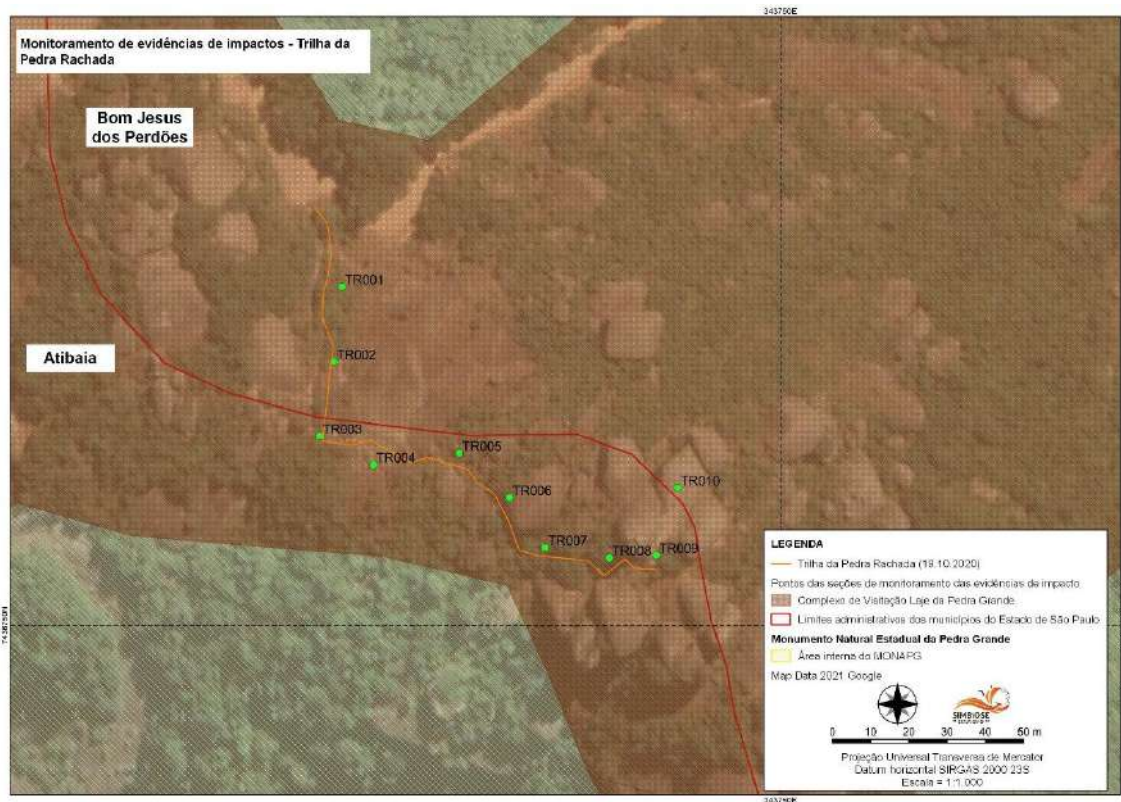 343750E
Monitoramento de evidências de impactos - Trilha da
Pedra Rachada
Bom Jesus
dos Perdões
TR001
Atibaia
TR002
TR003
TR004
TR005
TR006
TR010
TR007
TR008
TR009
LEGENDA
Trilha da Pedra Rachada (19.10.2020)
Pontos das seções de monitoramento das evidências de impacto
Complexo de Visitação Laje da Pedra Grande
Limites administrativos dos municípios do Estado de São Paulo
Monumento Natural Estadual da Pedra Grande
Área interna do MONAPG
Map Data 2021 Google
SIMBIOSE
0 10 20 30 40 50 m
Projeção Universal Transversa de Mercator
Datum horizontal SIRGAS 2000 23S
Escala = 1:1.000
7436750N
343750E